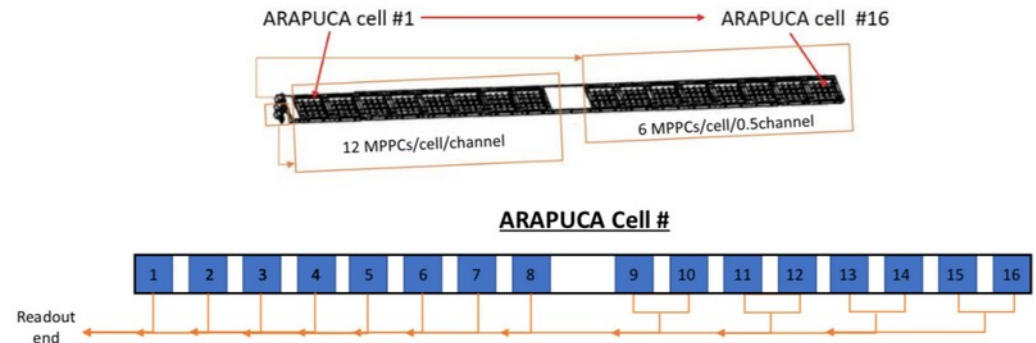 ARAPUCA cell #1
ARAPUCA cell #16
12 MPPCs/cell/channel
6 MPPCs/cell/0.5channel
ARAPUCA Cell #
1 2 3 4 5 6 7 8 9 10 11 12 13 14 15 16
Readout
end